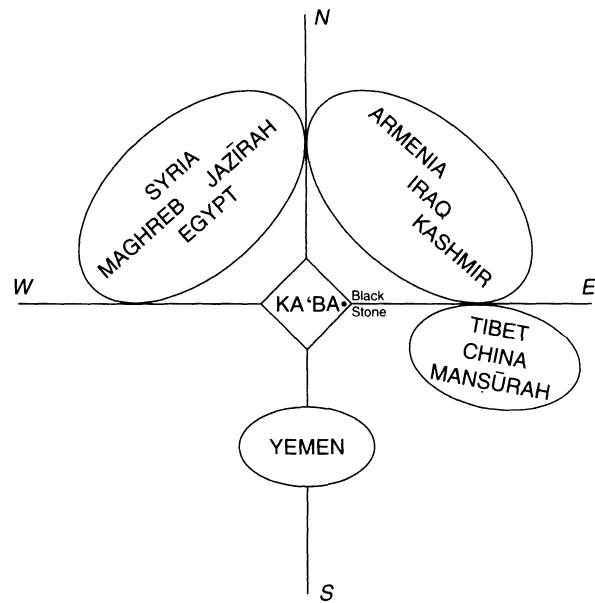 N
SYRIA
JAZĪRAH
MAGHREB
EGYPT
ARMENIA
IRAQ
KASHMIR
W
KA‘BA
Black
Stone
E
TIBET
CHINA
MANṢŪRAH
YEMEN
S